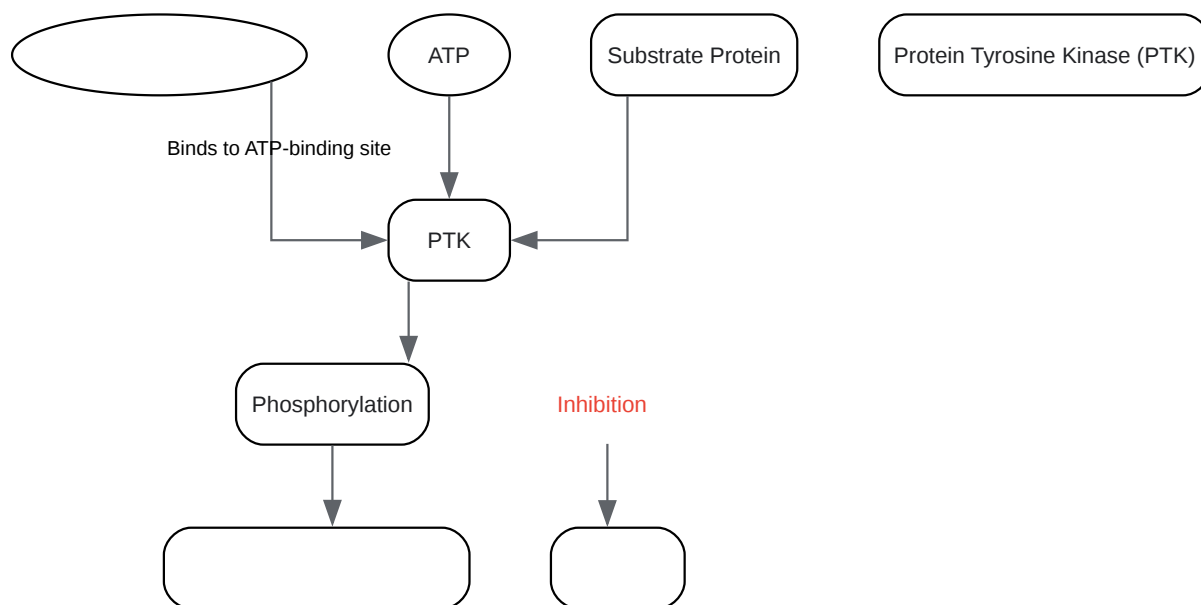 ATP
Substrate Protein
Protein Tyrosine Kinase (PTK)
Binds to ATP-binding site
PTK
Phosphorylation
Inhibition